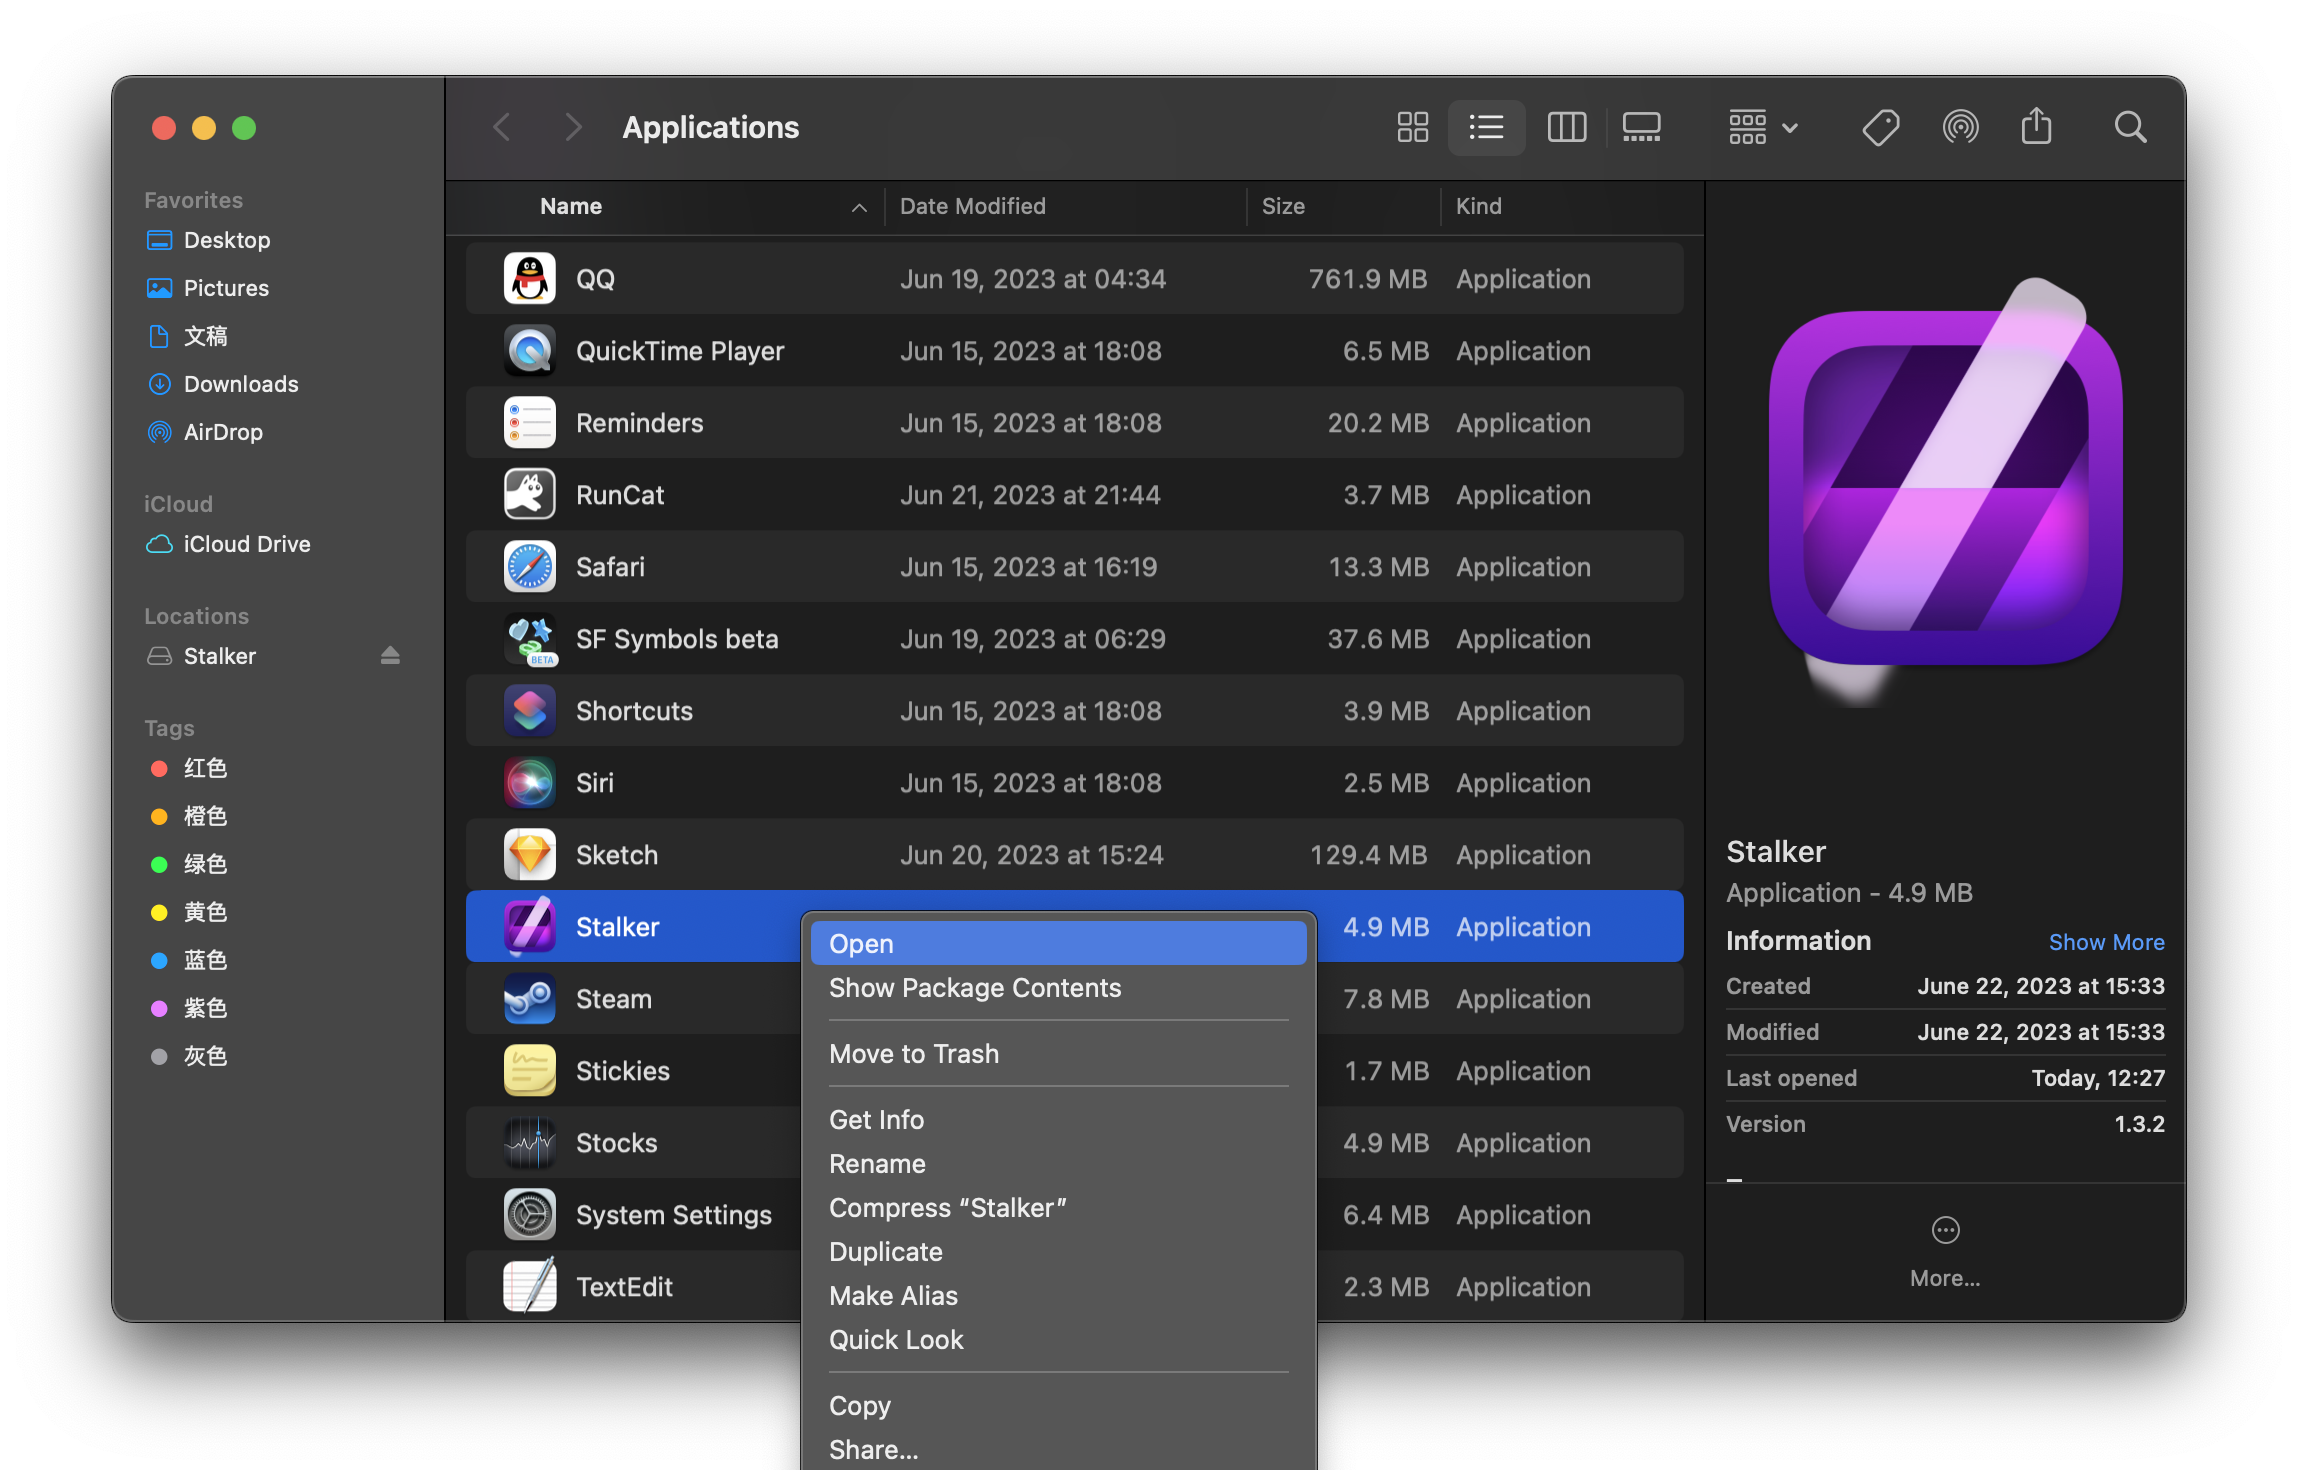 Applications
Favorites
Desktop
Pictures
文稿
Downloads
AirDrop
iCloud
iCloud Drive
Locations
Stalker
Tags
红色
橙色
绿色
黄色
蓝色
紫色
灰色
Name Date Modified Size Kind
QQ Jun 19, 2023 at 04:34 761.9 MB Application
QuickTime Player Jun 15, 2023 at 18:08 6.5 MB Application
Reminders Jun 15, 2023 at 18:08 20.2 MB Application
RunCat Jun 21, 2023 at 21:44 3.7 MB Application
Safari Jun 15, 2023 at 16:19 13.3 MB Application
SF Symbols beta Jun 19, 2023 at 06:29 37.6 MB Application
BETA
Shortcuts Jun 15, 2023 at 18:08 3.9 MB Application
Siri Jun 15, 2023 at 18:08 2.5 MB Application
Sketch Jun 20, 2023 at 15:24 129.4 MB Application
Stalker 4.9 MB Application
Steam 7.8 MB Application
Stickies 1.7 MB Application
Stocks 4.9 MB Application
System Settings 6.4 MB Application
TextEdit 2.3 MB Application
Open
Show Package Contents
Move to Trash
Get Info
Rename
Compress “Stalker”
Duplicate
Make Alias
Quick Look
Copy
Share...
Stalker
Application - 4.9 MB
Information Show More
Created June 22, 2023 at 15:33
Modified June 22, 2023 at 15:33
Last opened Today, 12:27
Version 1.3.2
More...